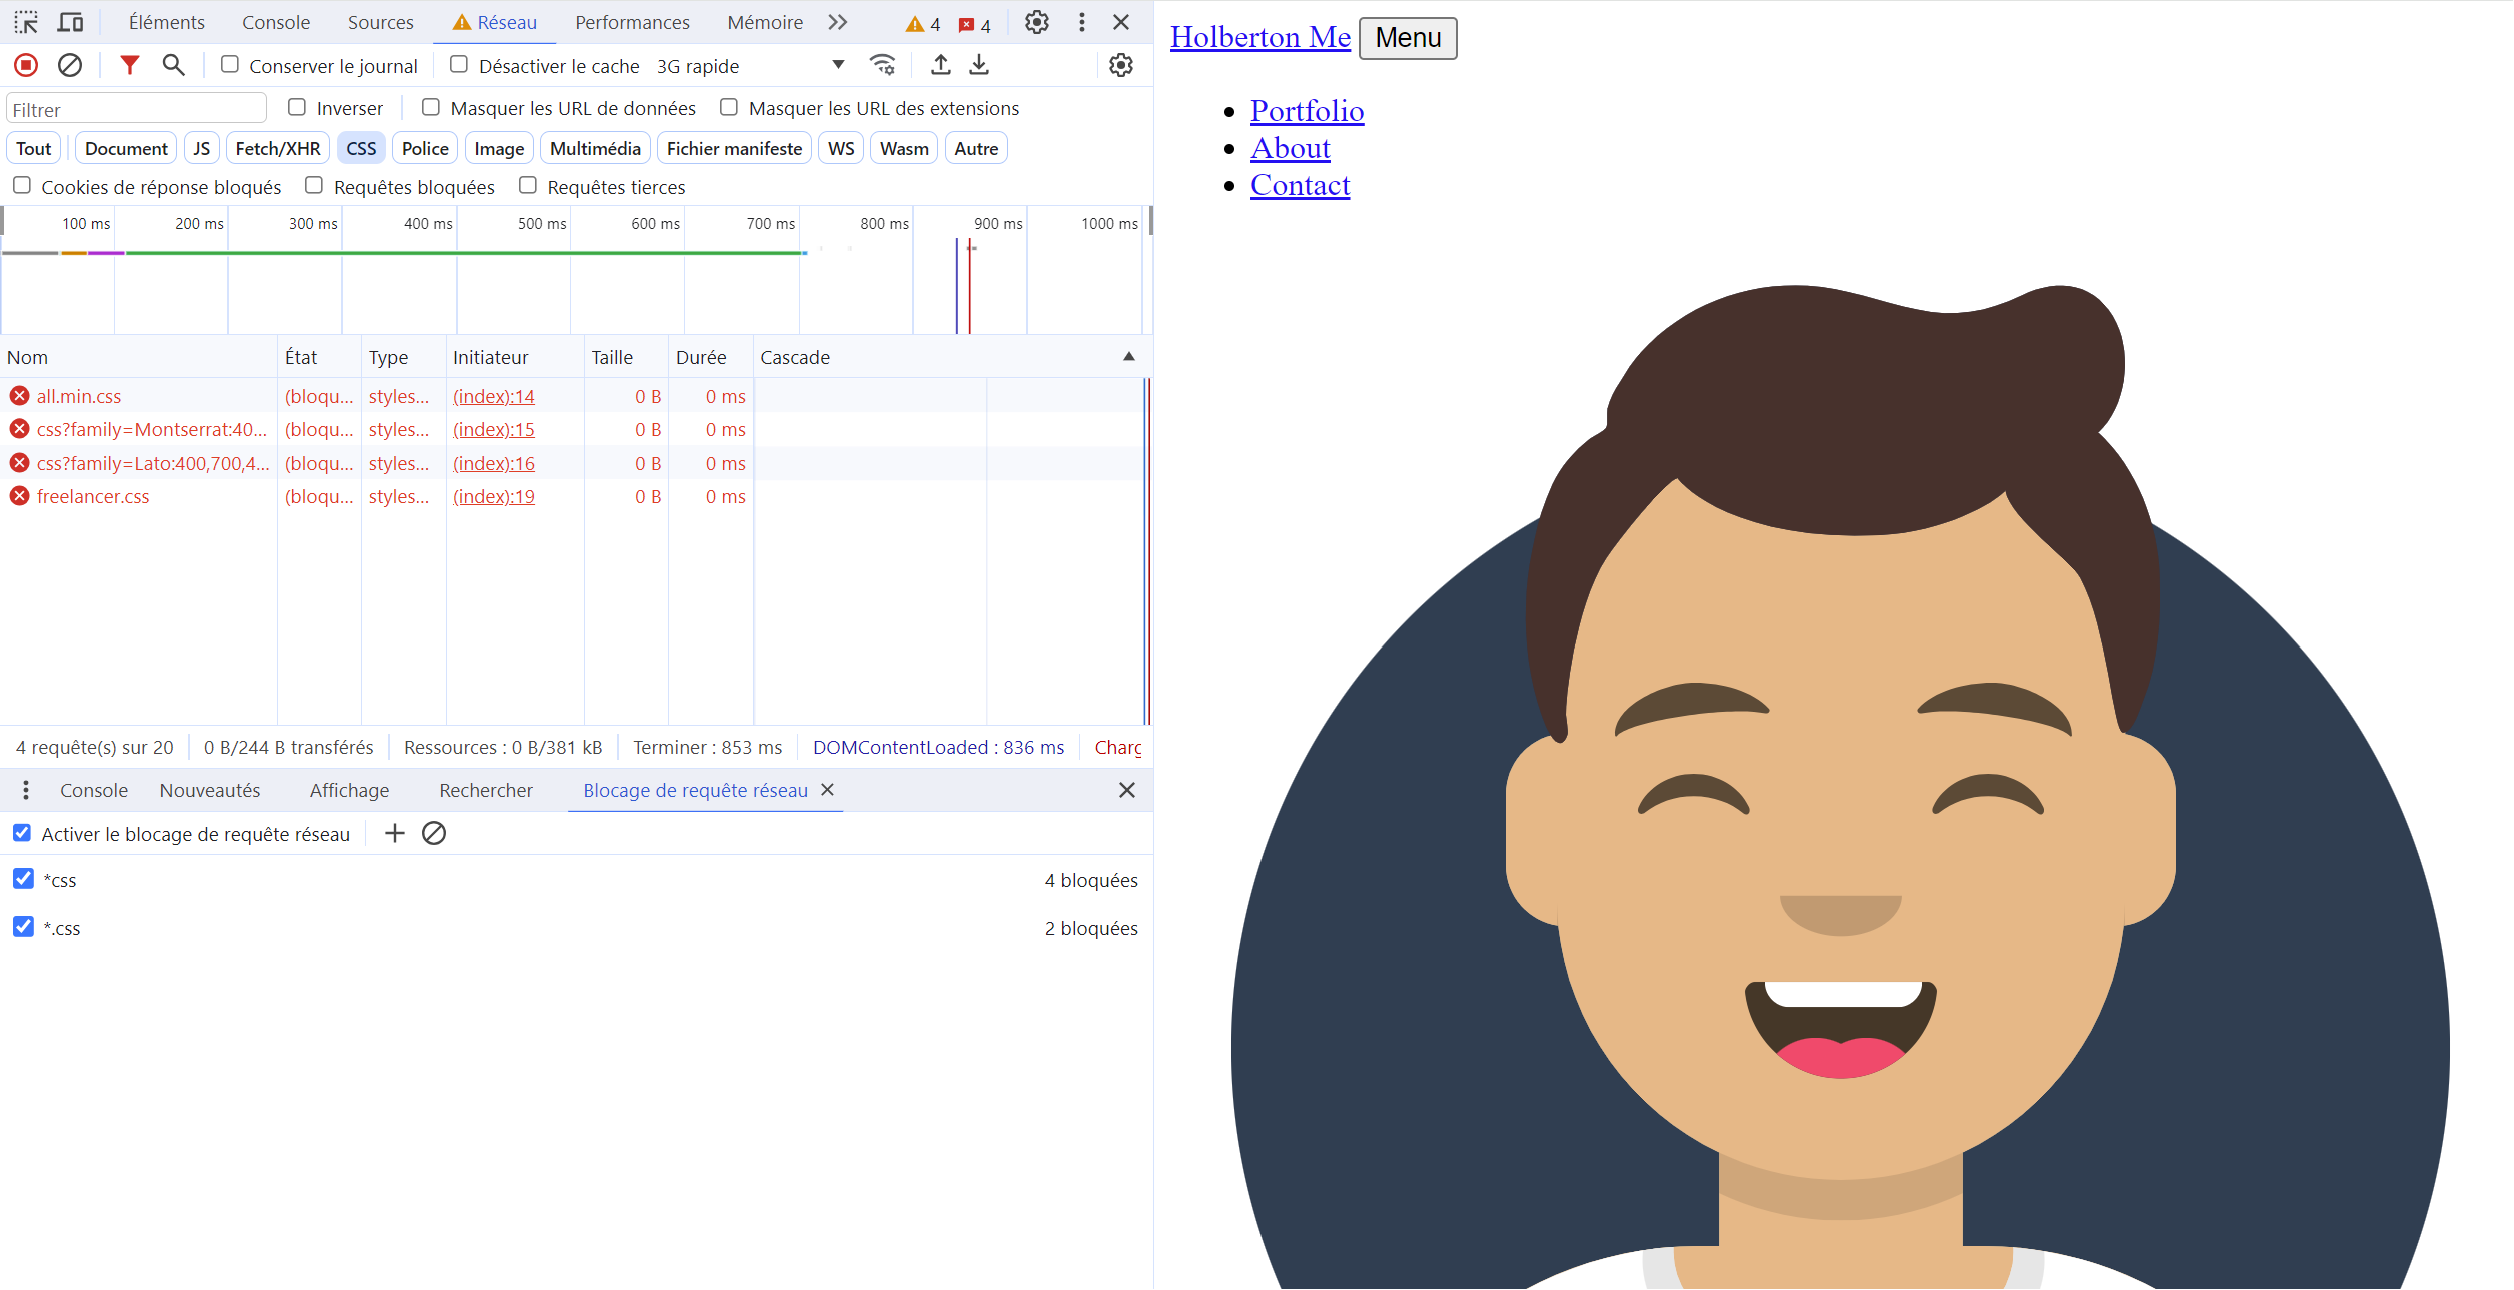 Éléments Console Sources Réseau Performances Mémoire 4 4
Conserver le journal Désactiver le cache 3G rapide
Filtrer Inverser Masquer les URL de données Masquer les URL des extensions
Tout Document JS Fetch/XHR CSS Police Image Multimédia Fichier manifeste WS Wasm Autre
Cookies de réponse bloqués Requêtes bloquées Requêtes tierces
100 ms 200 ms 300 ms 400 ms 500 ms 600 ms 700 ms 800 ms 900 ms 1000 ms
Nom État Type Initiateur Taille Durée Cascade
all.min.css (bloqu... styles... (index):14 0 B 0 ms
css?family=Montserrat:40... (bloqu... styles... (index):15 0 B 0 ms
css?family=Lato:400,700,4... (bloqu... styles... (index):16 0 B 0 ms
freelancer.css (bloqu... styles... (index):19 0 B 0 ms
4 requête(s) sur 20 0 B/244 B transférés Ressources : 0 B/381 kB Terminer : 853 ms DOMContentLoaded : 836 ms Charg
Console Nouveautés Affichage Rechercher Blocage de requête réseau
Activer le blocage de requête réseau
*css 4 bloquées
*.css 2 bloquées
Holberton Me Menu
Portfolio
About
Contact